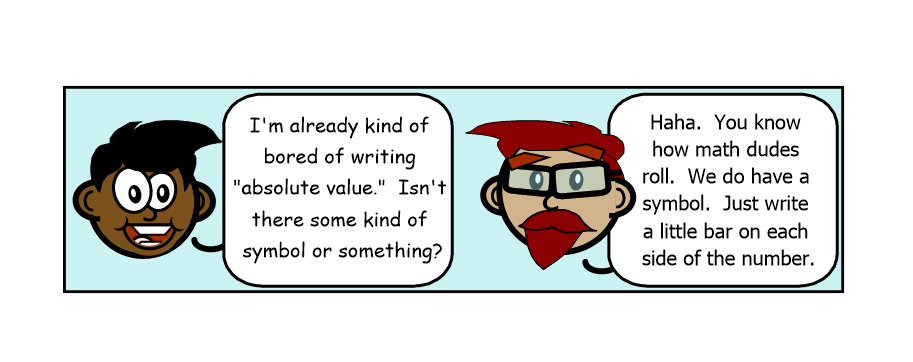 I'm already kind of
bored of writing
"absolute value."  Isn't
there some kind of
symbol or something?
Haha.  You know
how math dudes
roll.  We do have a
symbol.  Just write
a little bar on each
side of the number.